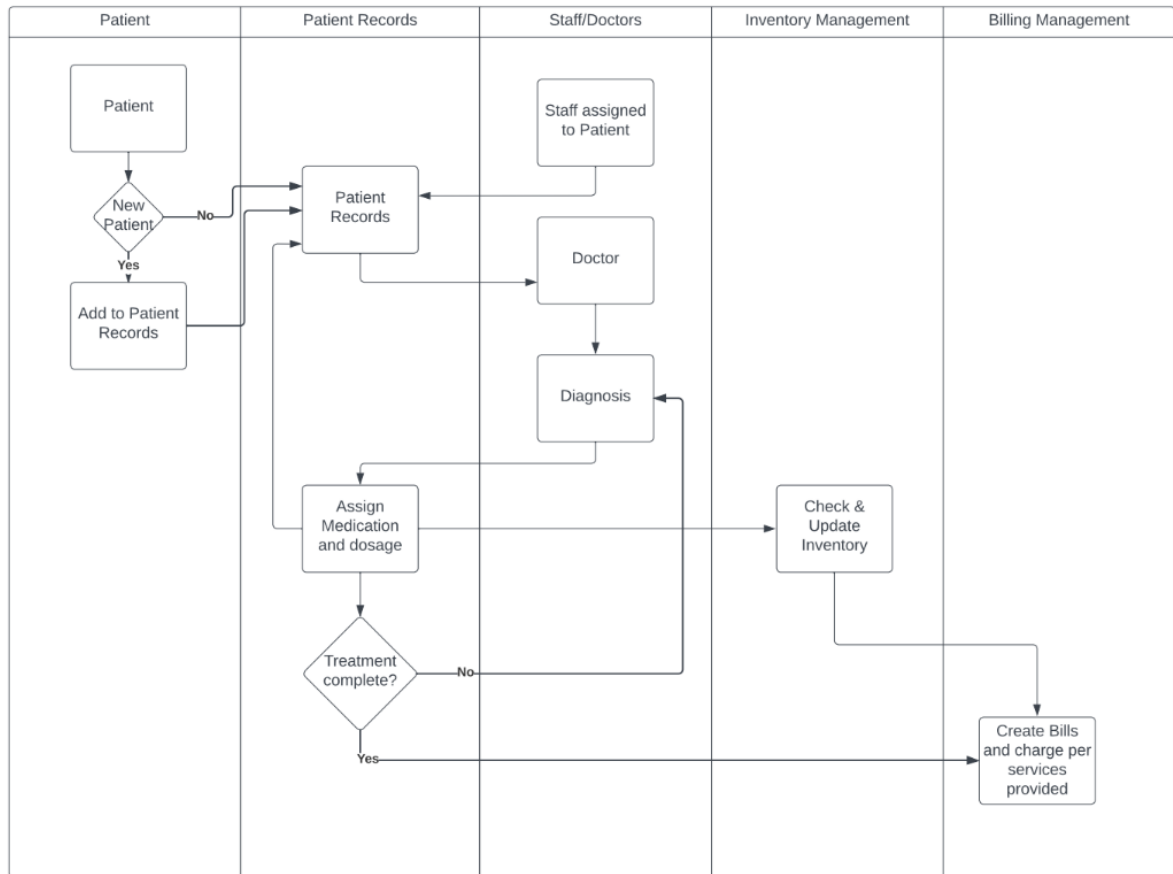 Patient
Patient Records
Staff/Doctors
Inventory Management
Billing Management
Patient
Staff assigned
to Patient
New
Patient
No
Yes
Patient
Records
Add to Patient
Records
Doctor
Diagnosis
Assign
Medication
and dosage
Check &
Update
Inventory
Treatment
complete?
No
Yes
Create Bills
and charge per
services
provided